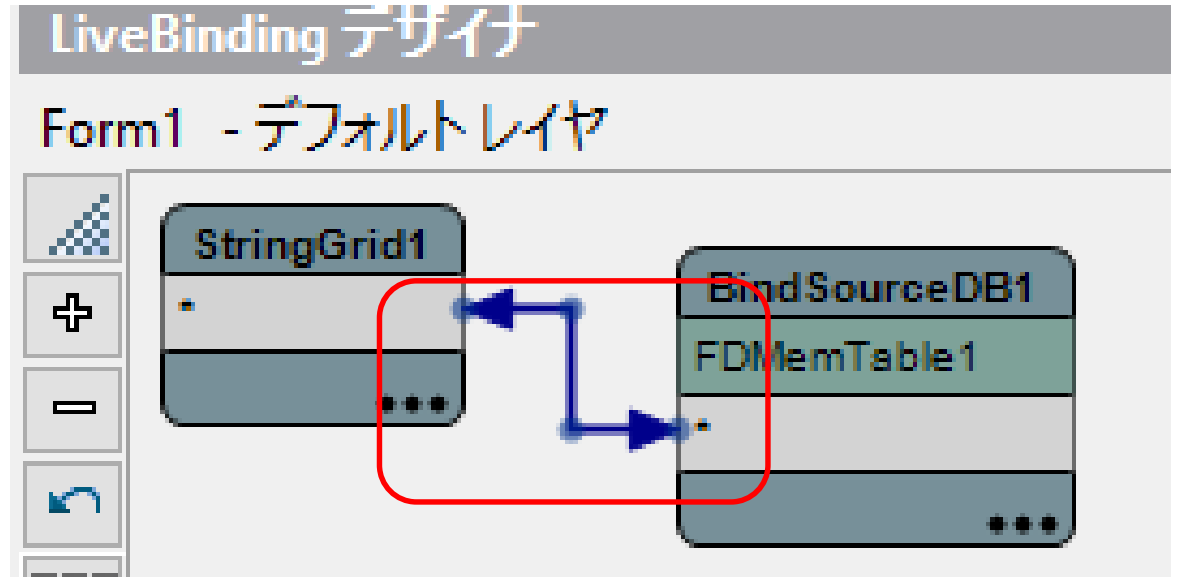 LiveBinding デザイナ
Form1 - デフォルト レイヤ
StringGrid1
*
BindSourceDB1
FDMemTable1
*